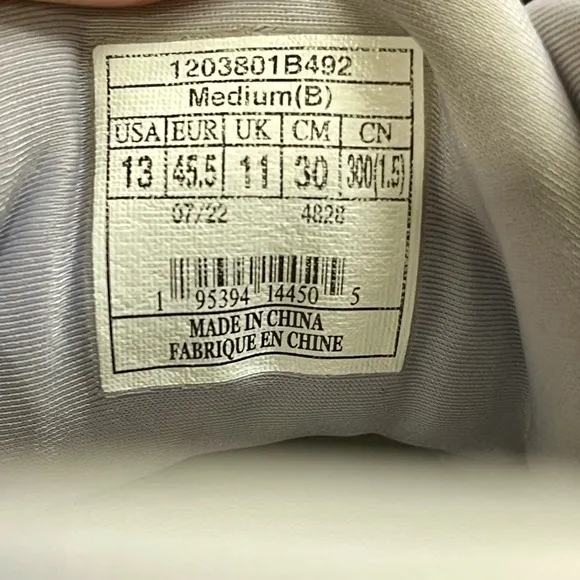 1203801B492
Medium(B)
USA EUR UK CM CN
13 45.5 11 30 300(1.5)
07/22 4828
1 95394 14450 5
MADE IN CHINA
FABRIQUE EN CHINE